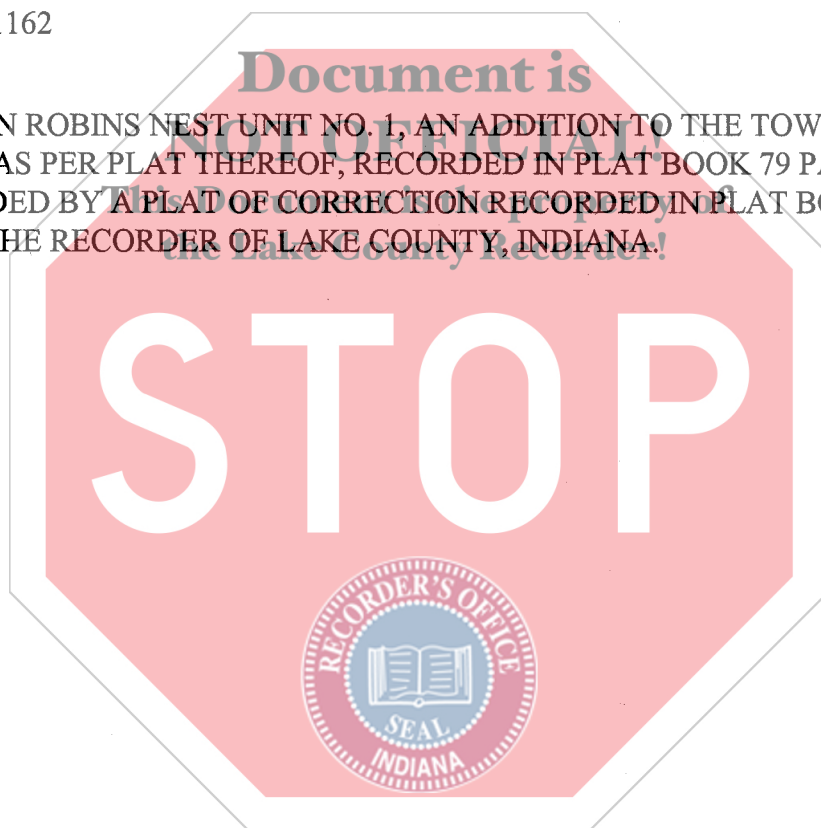 1162
Document is
N ROBINS NEST UNIT NO. 1, AN ADDITION TO THE TOW
NOT OFFICIAL!
AS PER PLAT THEREOF, RECORDED IN PLAT BOOK 79 PA
This Document is the property of
DED BY A PLAT OF CORRECTION RECORDED IN PLAT BO
the Lake County Recorder!
HE RECORDER OF LAKE COUNTY, INDIANA.
STOP
RECORDER'S OFFICE
SEAL
INDIANA